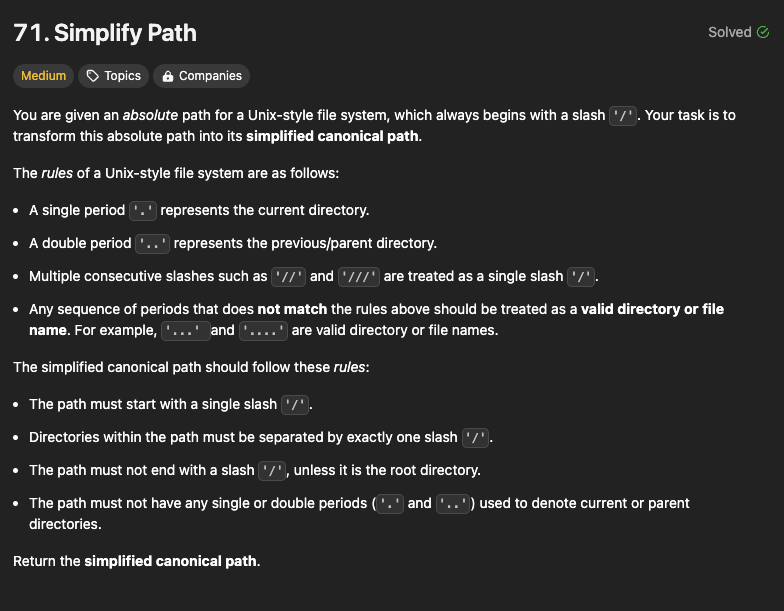 71. Simplify Path
Solved
Medium Topics Companies
You are given an absolute path for a Unix-style file system, which always begins with a slash '/'. Your task is to
transform this absolute path into its simplified canonical path.
The rules of a Unix-style file system are as follows:
• A single period '.' represents the current directory.
• A double period '..' represents the previous/parent directory.
• Multiple consecutive slashes such as '//' and '///' are treated as a single slash '/'.
• Any sequence of periods that does not match the rules above should be treated as a valid directory or file
name. For example, '...' and '....' are valid directory or file names.
The simplified canonical path should follow these rules:
• The path must start with a single slash '/'.
• Directories within the path must be separated by exactly one slash '/'.
• The path must not end with a slash '/', unless it is the root directory.
• The path must not have any single or double periods ('.' and '..') used to denote current or parent
directories.
Return the simplified canonical path.